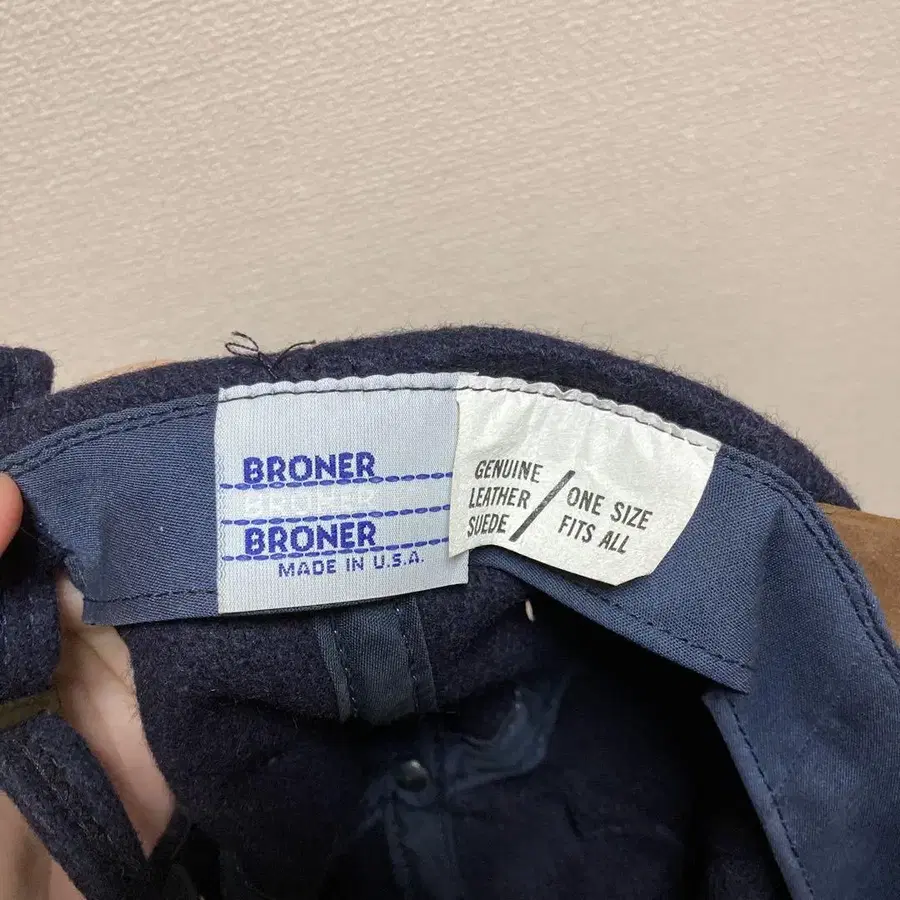 BRONER
BRONER
BRONER
MADE IN U.S.A.
GENUINE
LEATHER
SUEDE
/
ONE SIZE
FITS ALL